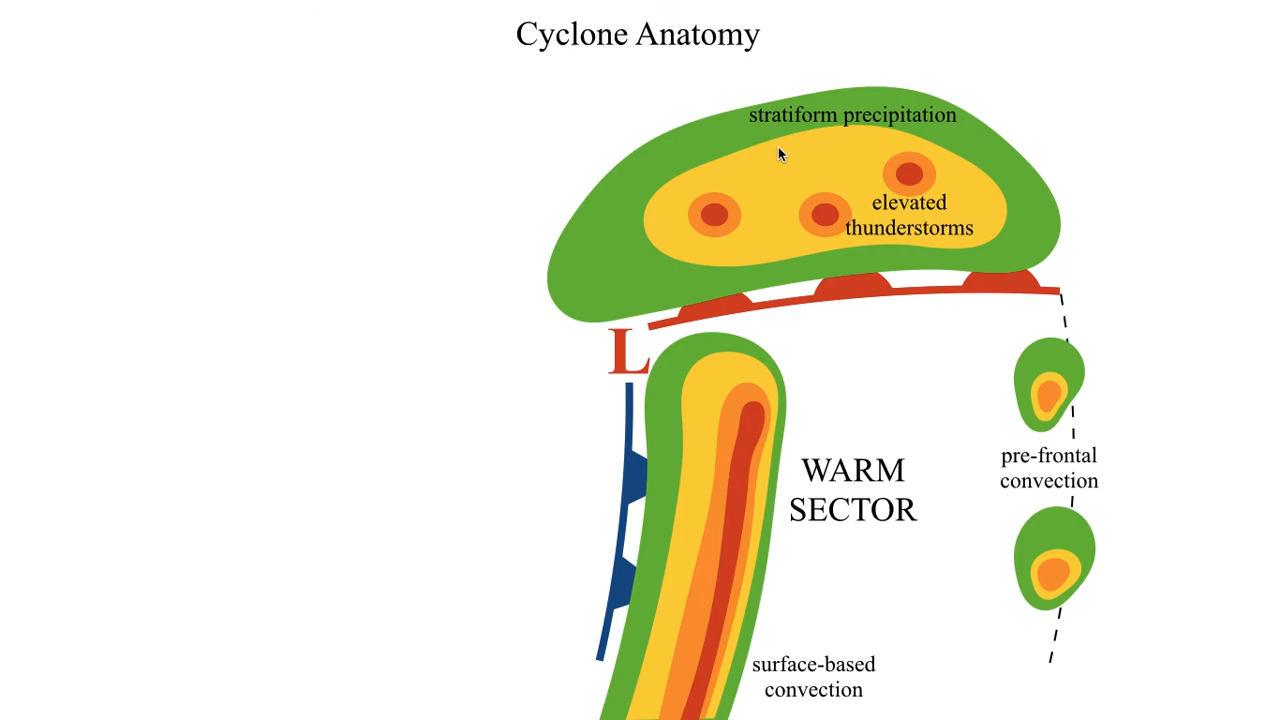 Cyclone Anatomy
stratiform precipitation
elevated
thunderstorms
L
pre-frontal
convection
WARM
SECTOR
surface-based
convection